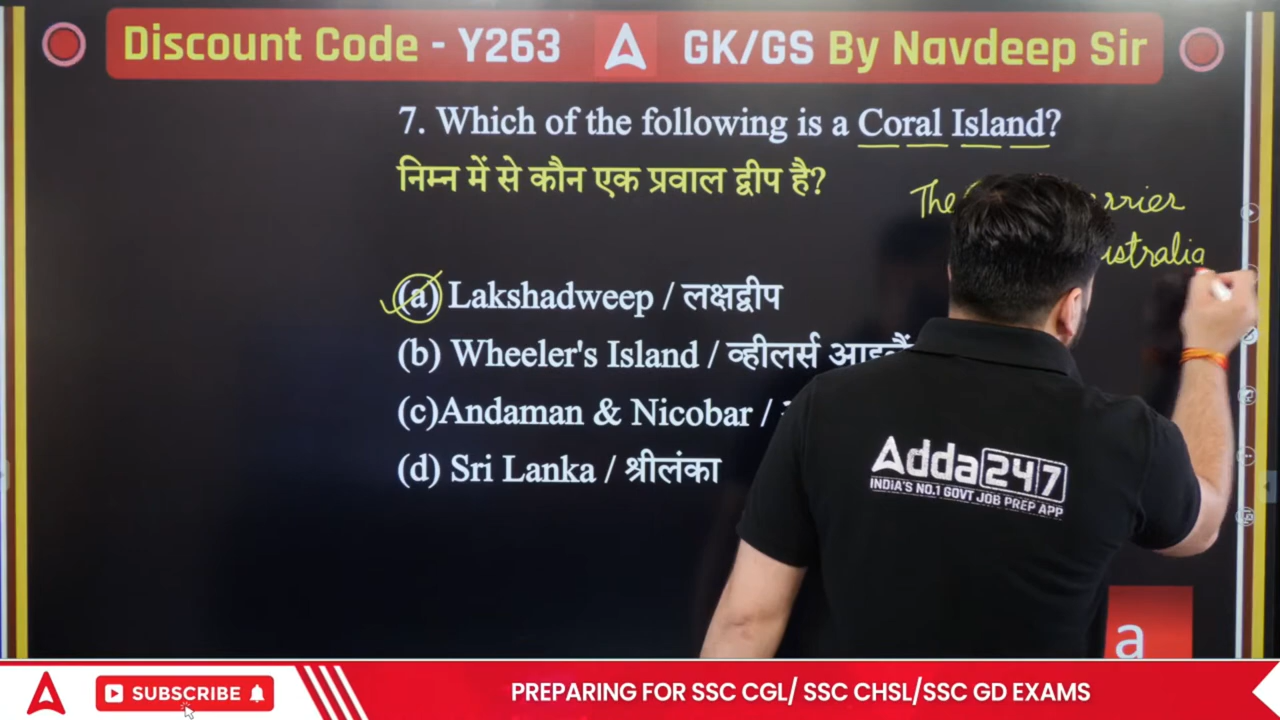 Discount Code - Y263 GK/GS By Navdeep Sir
7. Which of the following is a Coral Island?
निम्न में से कौन एक प्रवाल द्वीप है?
The
(a) Lakshadweep / लक्षद्वीप
(b) Wheeler's Island / व्हीलर्स
(c)Andaman & Nicobar /
(d) Sri Lanka / श्रीलंका
Adda247
INDIA'S NO.1 GOVT JOB PREP APP
a
SUBSCRIBE
PREPARING FOR SSC CGL/ SSC CHSL/SSC GD EXAMS